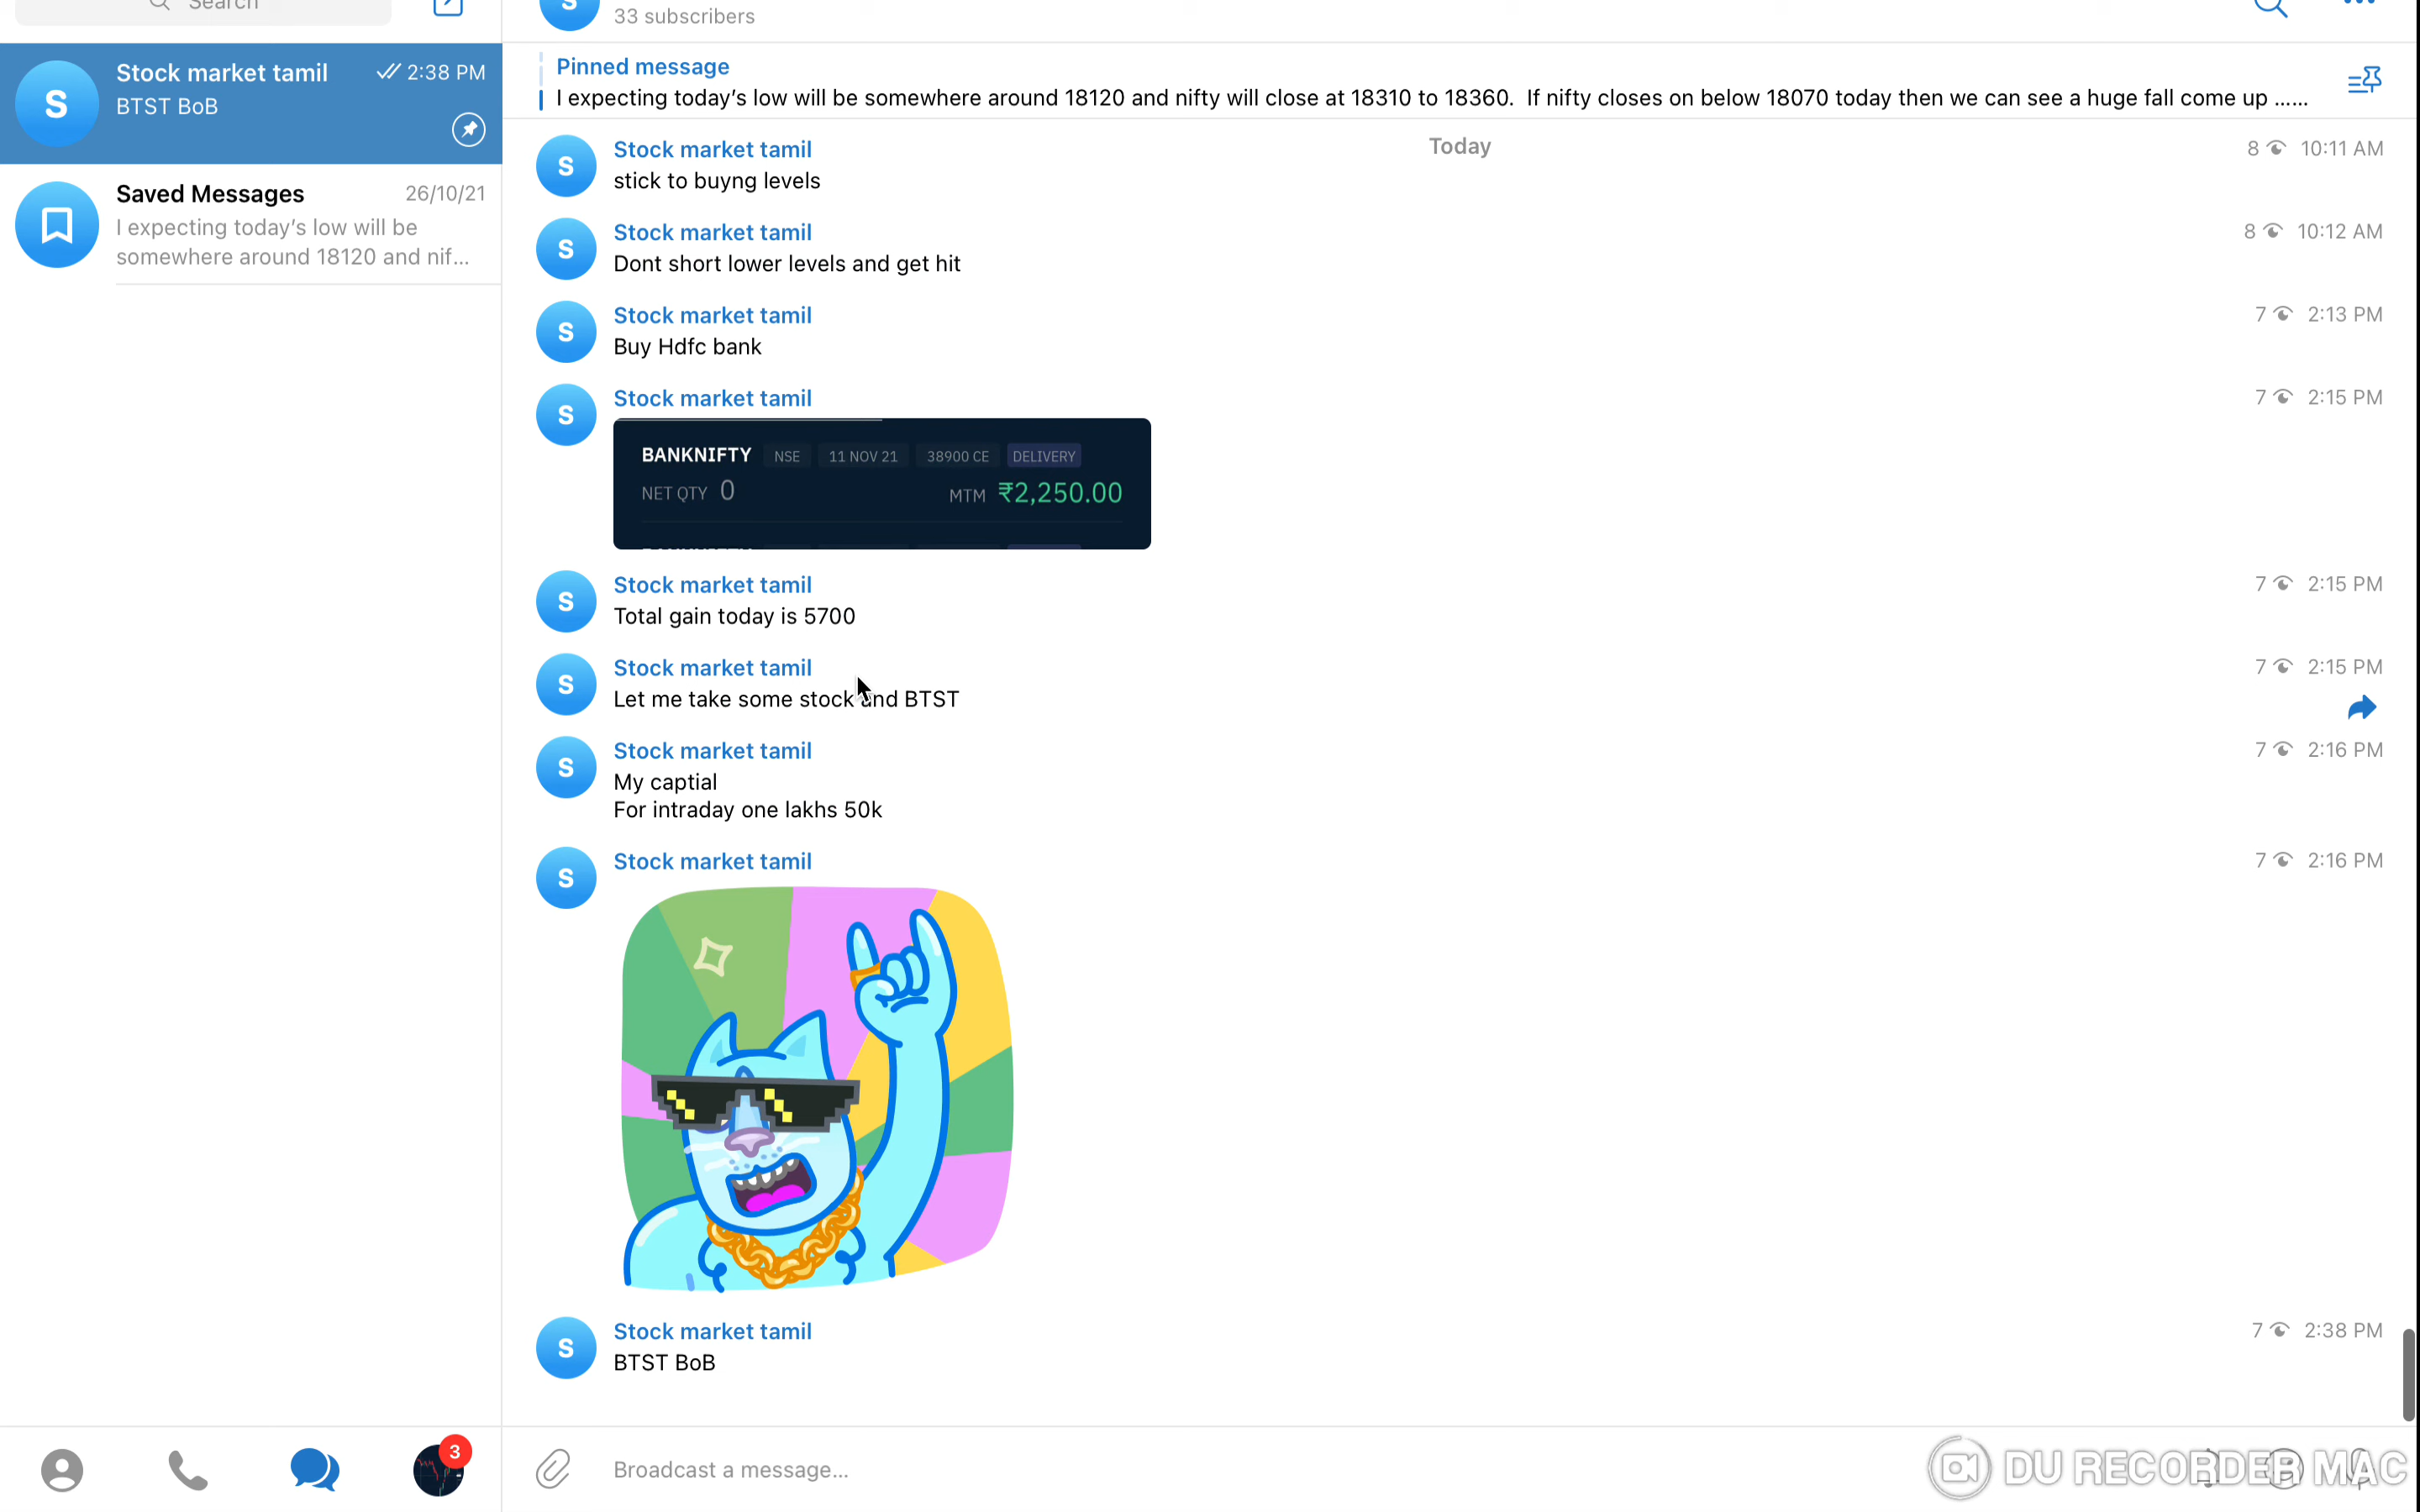 Search
33 subscribers
Stock market tamil 2:38 PM
BTST BoB
Saved Messages 26/10/21
I expecting today's low will be
somewhere around 18120 and nif...
Pinned message
I expecting today's low will be somewhere around 18120 and nifty will close at 18310 to 18360. If nifty closes on below 18070 today then we can see a huge fall come up ......
Today
S Stock market tamil 8 10:11 AM
stick to buyng levels
S Stock market tamil 8 10:12 AM
Dont short lower levels and get hit
S Stock market tamil 7 2:13 PM
Buy Hdfc bank
S Stock market tamil 7 2:15 PM
BANKNIFTY NSE 11 NOV 21 38900 CE DELIVERY
NET QTY 0 MTM ₹2,250.00
S Stock market tamil 7 2:15 PM
Total gain today is 5700
S Stock market tamil 7 2:15 PM
Let me take some stock and BTST
S Stock market tamil 7 2:16 PM
My captial
For intraday one lakhs 50k
S Stock market tamil 7 2:16 PM
S Stock market tamil 7 2:38 PM
BTST BoB
3
Broadcast a message...
DU RECORDER MAC